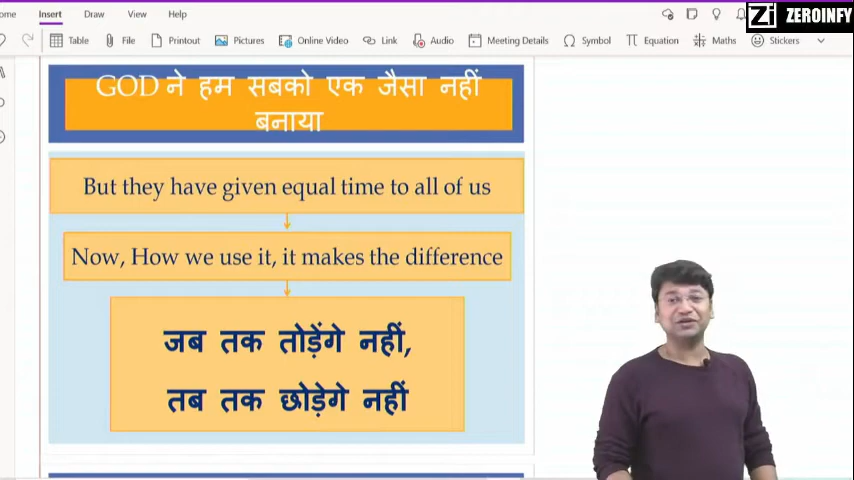 ome Insert Draw View Help
Zi ZEROINFY
Table File Printout Pictures Online Video Link Audio Meeting Details Symbol Equation Maths Stickers
GOD ने हम सबको एक जैसा नहीं
बनाया
But they have given equal time to all of us
Now, How we use it, it makes the difference
जब तक तोड़ेंगे नहीं,
तब तक छोड़ेगे नहीं